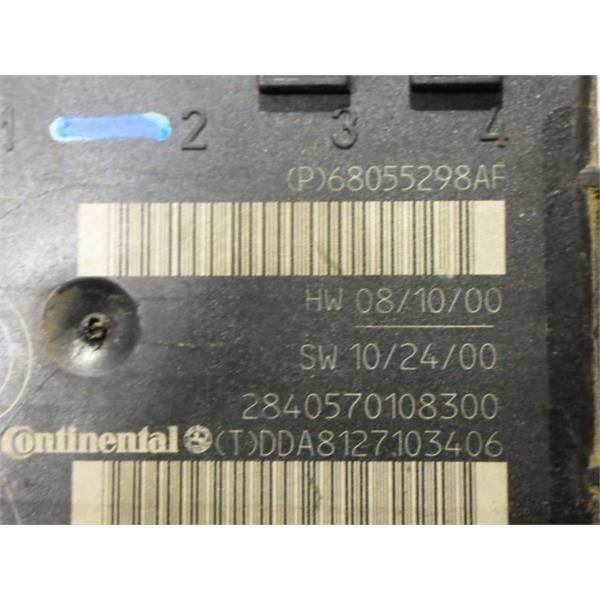 1 2 3 4
(P)68055298AF
HW 08/10/00
SW 10/24/00
2840570108300
Continental (T)DDA8127103406